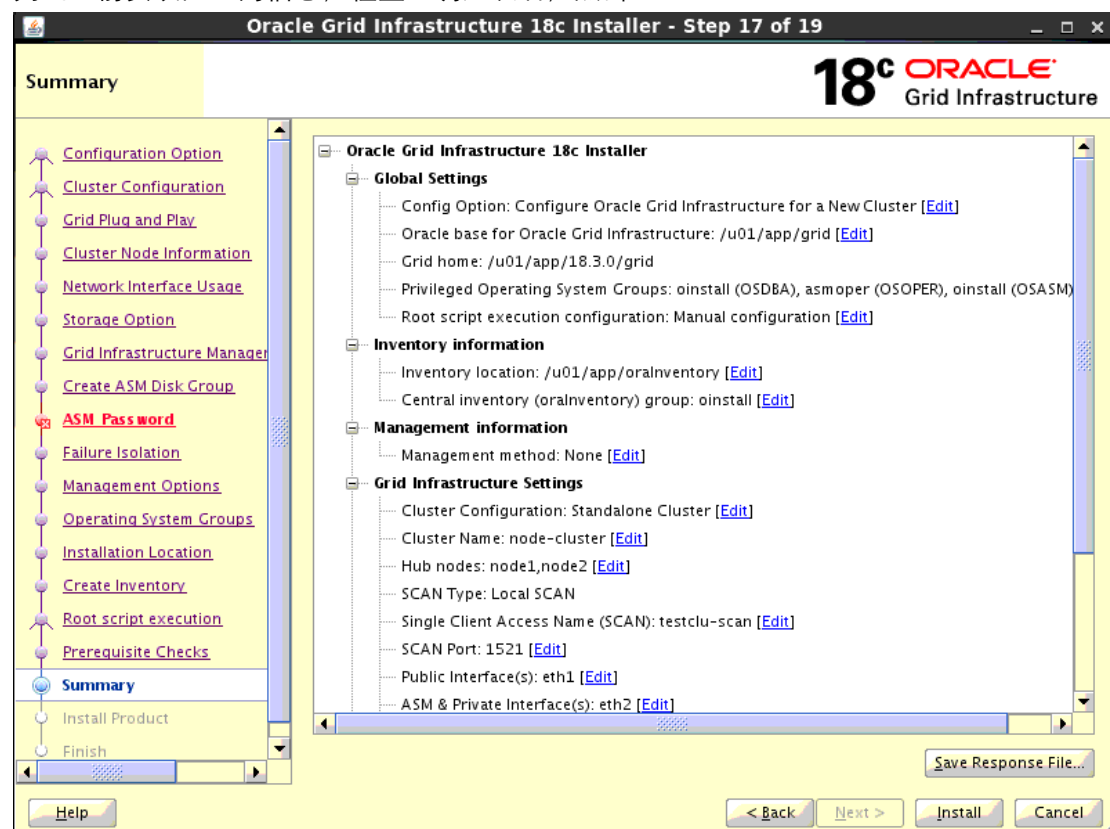 Oracle Grid Infrastructure 18c Installer - Step 17 of 19
Summary
18c ORACLE
Grid Infrastructure
Configuration Option
Cluster Configuration
Grid Plug and Play
Cluster Node Information
Network Interface Usage
Storage Option
Grid Infrastructure Manager
Create ASM Disk Group
ASM Password
Failure Isolation
Management Options
Operating System Groups
Installation Location
Create Inventory
Root script execution
Prerequisite Checks
Summary
Install Product
Finish
Oracle Grid Infrastructure 18c Installer
Global Settings
Config Option: Configure Oracle Grid Infrastructure for a New Cluster [Edit]
Oracle base for Oracle Grid Infrastructure: /u01/app/grid [Edit]
Grid home: /u01/app/18.3.0/grid
Privileged Operating System Groups: oinstall (OSDBA), asmoper (OSOPER), oinstall (OSASM)
Root script execution configuration: Manual configuration [Edit]
Inventory information
Inventory location: /u01/app/oraInventory [Edit]
Central inventory (oraInventory) group: oinstall [Edit]
Management information
Management method: None [Edit]
Grid Infrastructure Settings
Cluster Configuration: Standalone Cluster [Edit]
Cluster Name: node-cluster [Edit]
Hub nodes: node1,node2 [Edit]
SCAN Type: Local SCAN
Single Client Access Name (SCAN): testclu-scan [Edit]
SCAN Port: 1521 [Edit]
Public Interface(s): eth1 [Edit]
ASM & Private Interface(s): eth2 [Edit]
Save Response File...
Help
< Back
Next >
Install
Cancel